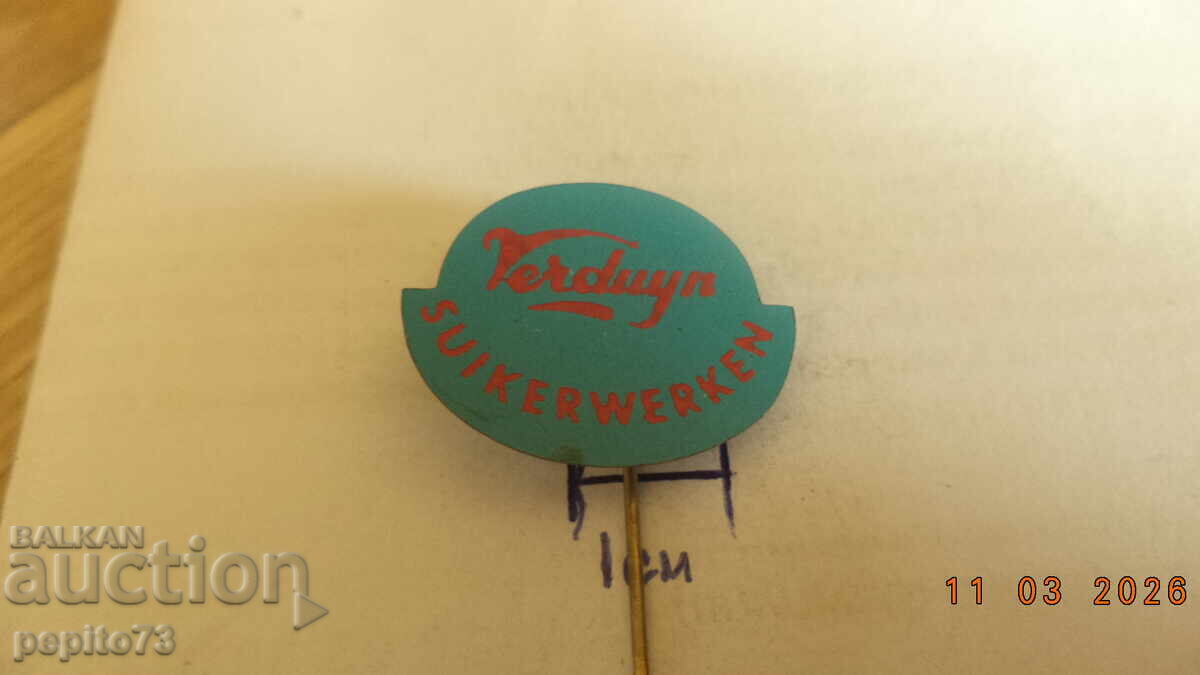 Verduyn
SUIKERWERKEN
1см
BALKAN
auction
pepito73
11 03 2026